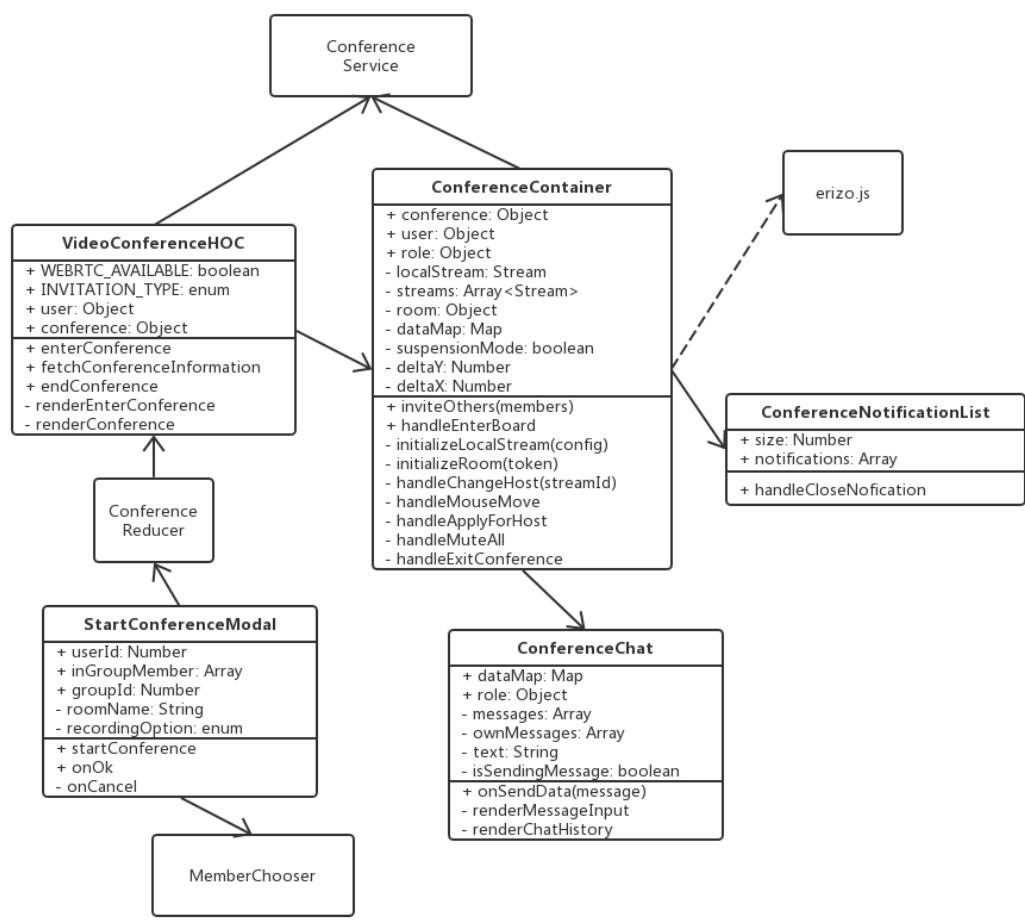 Conference
Service
ConferenceContainer
+ conference: Object
+ user: Object
+ role: Object
- localStream: Stream
- streams: Array<Stream>
- room: Object
- dataMap: Map
- suspensionMode: boolean
- deltaY: Number
- deltaX: Number
+ inviteOthers(members)
+ handleEnterBoard
- initializeLocalStream(config)
- initializeRoom(token)
- handleChangeHost(streamId)
- handleMouseMove
- handleApplyForHost
- handleMuteAll
- handleExitConference
erizo.js
VideoConferenceHOC
+ WEBRTC_AVAILABLE: boolean
+ INVITATION_TYPE: enum
+ user: Object
+ conference: Object
+ enterConference
+ fetchConferenceInformation
+ endConference
- renderEnterConference
- renderConference
ConferenceNotificationList
+ size: Number
+ notifications: Array
+ handleCloseNofication
Conference
Reducer
StartConferenceModal
+ userId: Number
+ inGroupMember: Array
+ groupId: Number
- roomName: String
- recordingOption: enum
+ startConference
+ onOk
- onCancel
ConferenceChat
+ dataMap: Map
+ role: Object
- messages: Array
- ownMessages: Array
- text: String
- isSendingMessage: boolean
+ onSendData(message)
- renderMessageInput
- renderChatHistory
MemberChooser